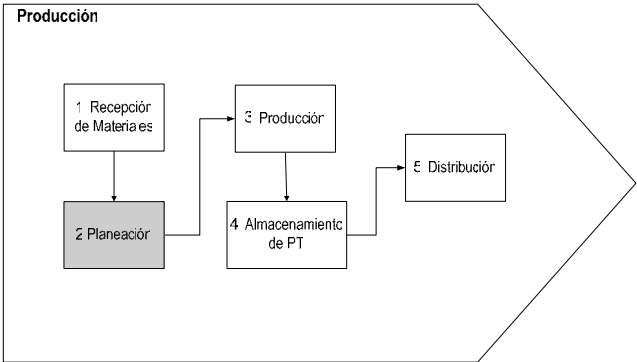 Producción
1 Recepción
de Materiales
2 Planeación
3 Producción
4 Almacenamiento
de PT
5 Distribución